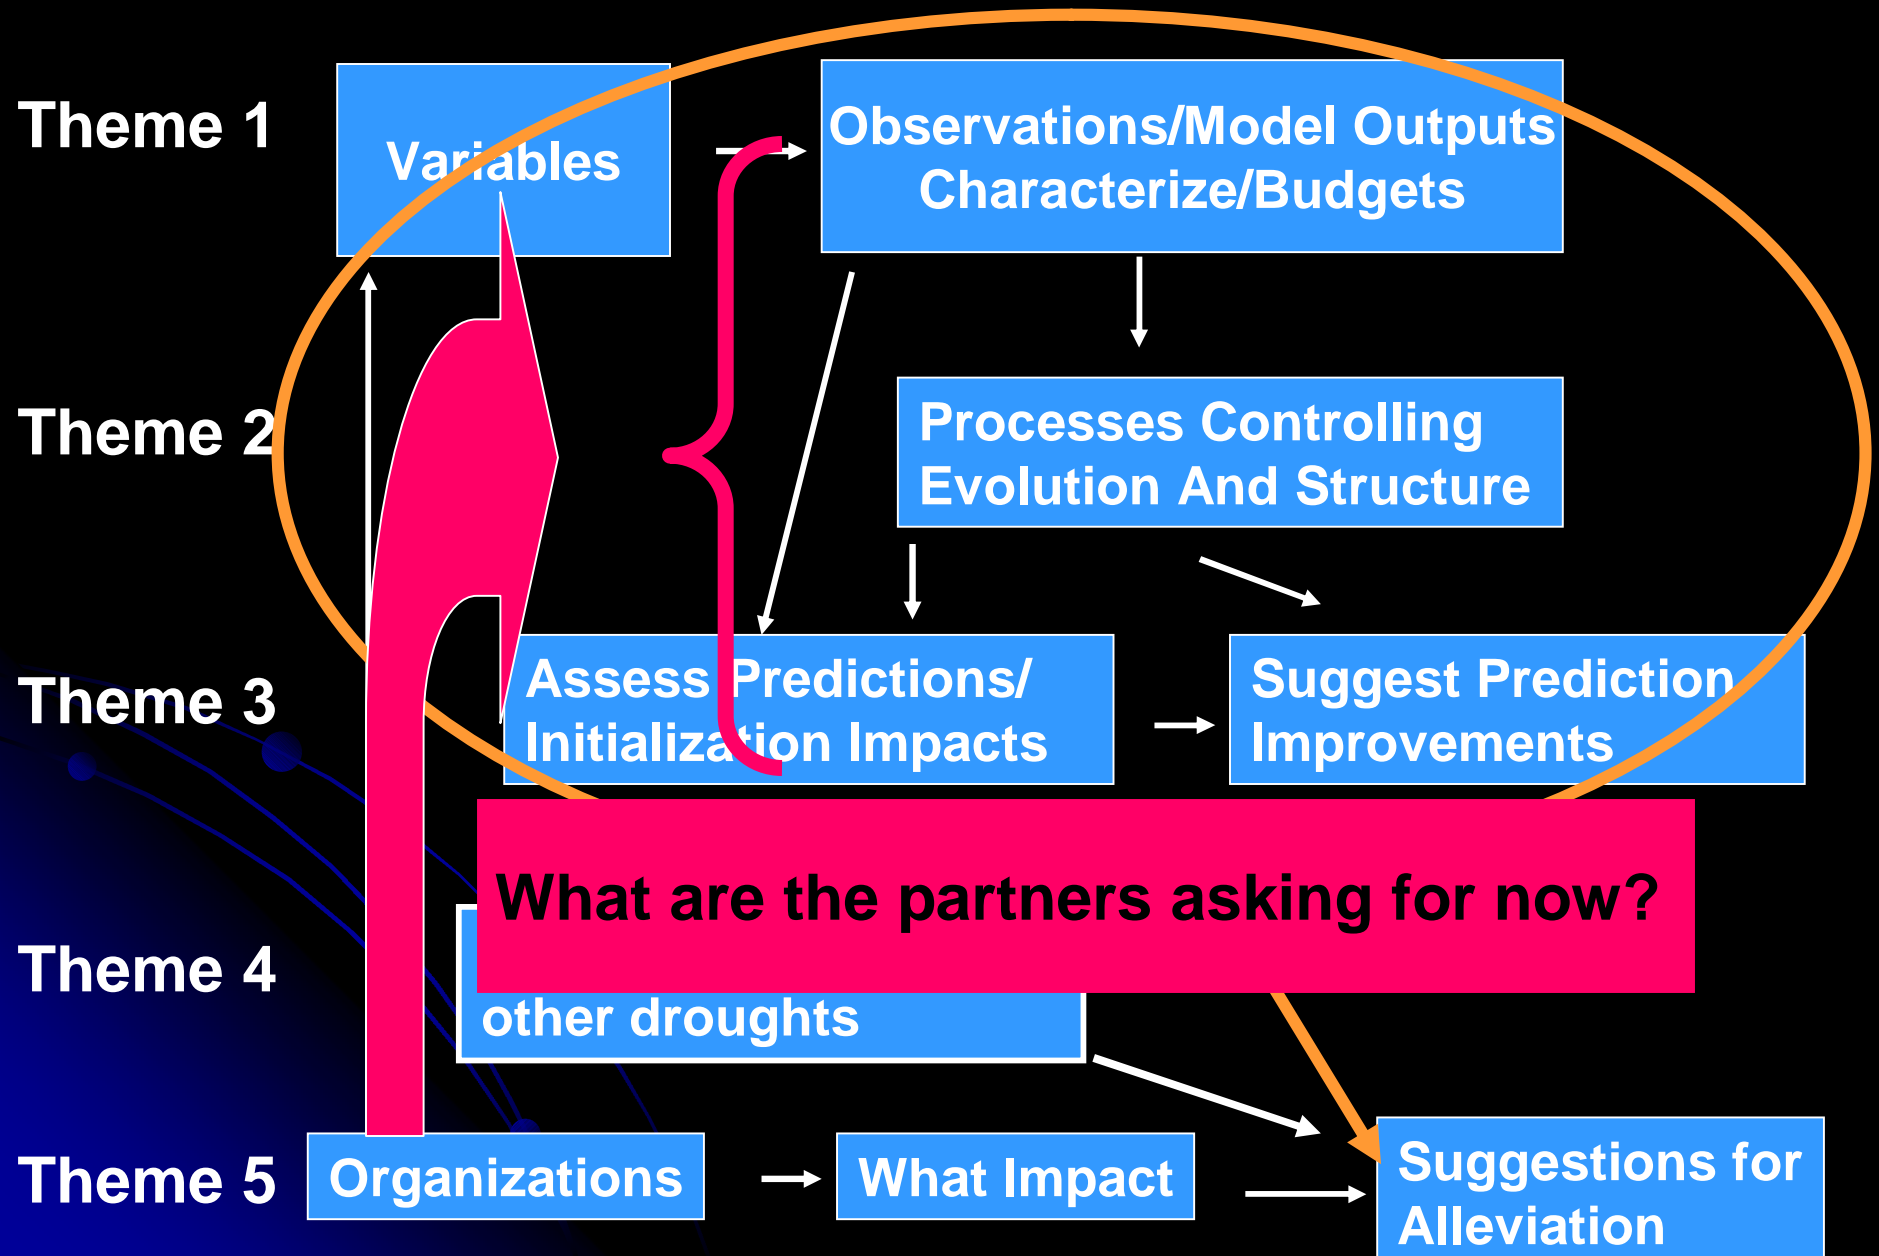 Theme 1
Variables
Observations/Model Outputs
Characterize/Budgets
Theme 2
Processes Controlling
Evolution And Structure
Theme 3
Assess Predictions/
Initialization Impacts
Suggest Prediction
Improvements
What are the partners asking for now?
Theme 4
other droughts
Theme 5
Organizations
What Impact
Suggestions for
Alleviation